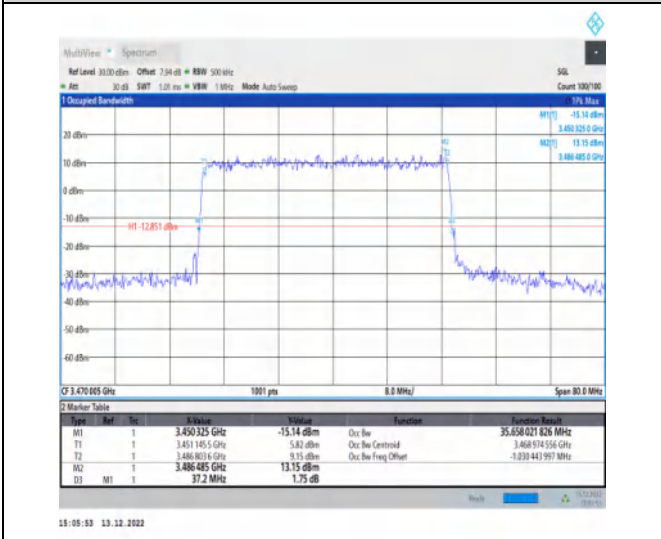 MultiView Spectrum
Ref Level 30.00 dBm Offset 7.94 dB RBW 500 kHz SGL
Att 30 dB SWT 1.01 ms VBW 1 MHz Mode Auto Sweep Count 100/100
1 Occupied Bandwidth 1Pk Max
M1[1] -15.14 dBm
3.450 325 0 GHz
M2[1] 13.15 dBm
3.486 485 0 GHz
20 dBm
M2
T1
T2
10 dBm
0 dBm
-10 dBm
H1 -12.851 dBm
M1
-30 dBm
-40 dBm
-50 dBm
-60 dBm
CF 3.470 005 GHz 1001 pts 8.0 MHz/ Span 80.0 MHz
2 Marker Table
Type Ref Trc X-Value Y-Value Function Function Result
M1 1 3.450 325 GHz -15.14 dBm Occ Bw 35.658 021 826 MHz
T1 1 3.451 145 5 GHz 5.82 dBm Occ Bw Centroid 3.468 974 556 GHz
T2 1 3.486 803 6 GHz 9.15 dBm Occ Bw Freq Offset -1.030 443 997 MHz
M2 1 3.486 485 GHz 13.15 dBm
D3 M1 1 37.2 MHz 1.75 dB
Ready
15:05:53 13.12.2022